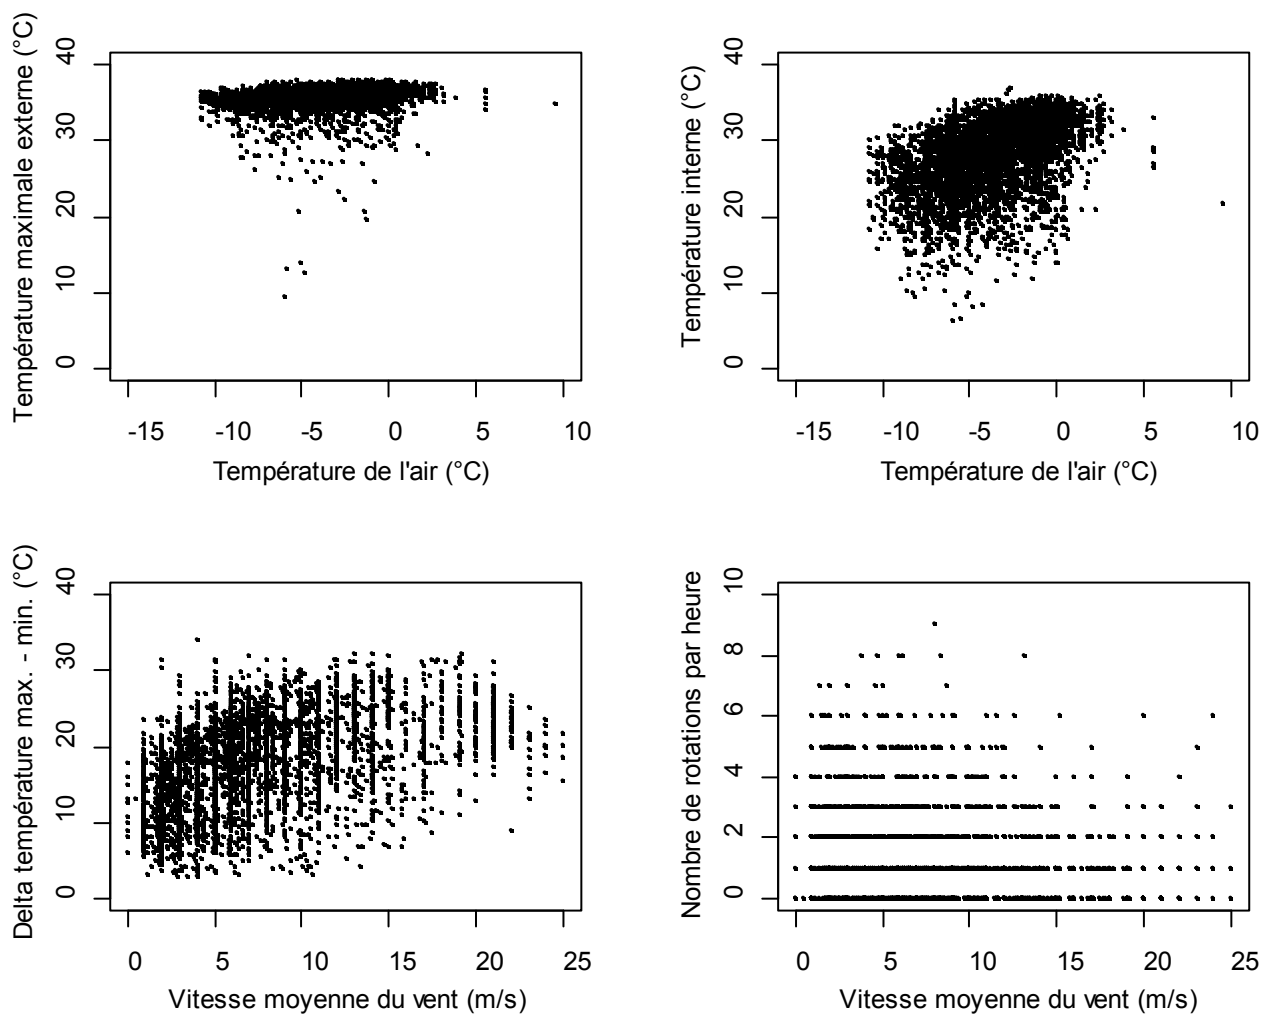 Température maximale externe (°C)
40
30
20
10
0
-15 -10 -5 0 5 10
Température de l'air (°C)
Température interne (°C)
40
30
20
10
0
-15 -10 -5 0 5 10
Température de l'air (°C)
Delta température max. - min. (°C)
40
30
20
10
0
0 5 10 15 20 25
Vitesse moyenne du vent (m/s)
Nombre de rotations par heure
10
8
6
4
2
0
0 5 10 15 20 25
Vitesse moyenne du vent (m/s)